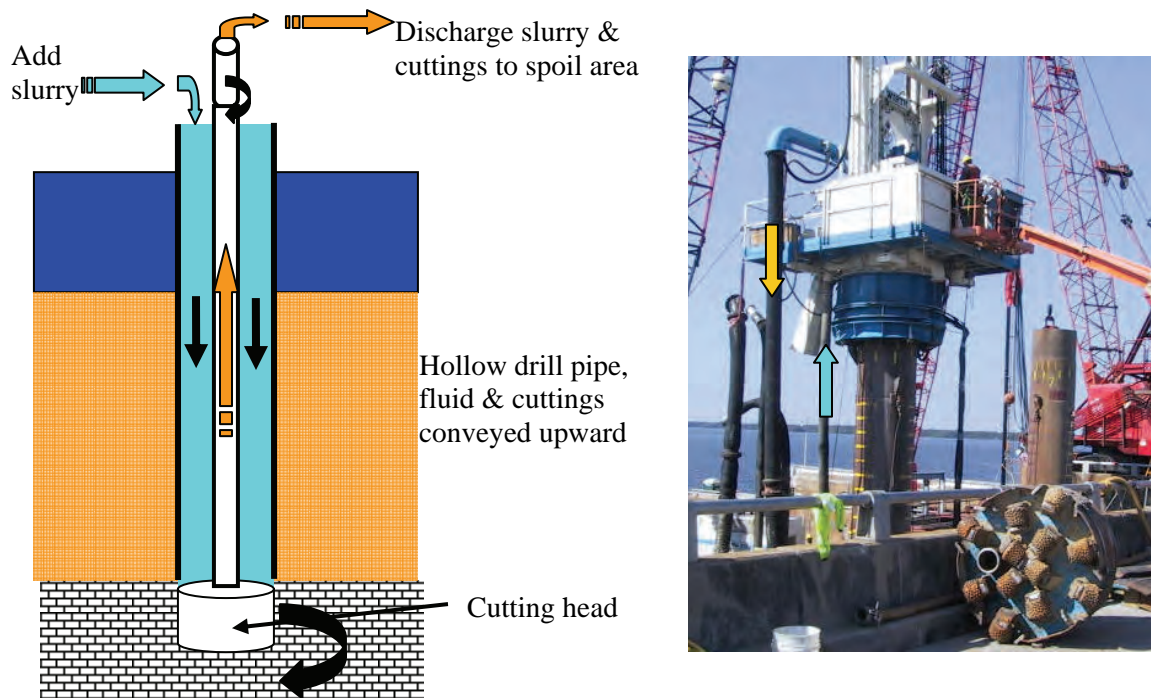 Add
slurry
Discharge slurry &
cuttings to spoil area
Hollow drill pipe,
fluid & cuttings
conveyed upward
Cutting head